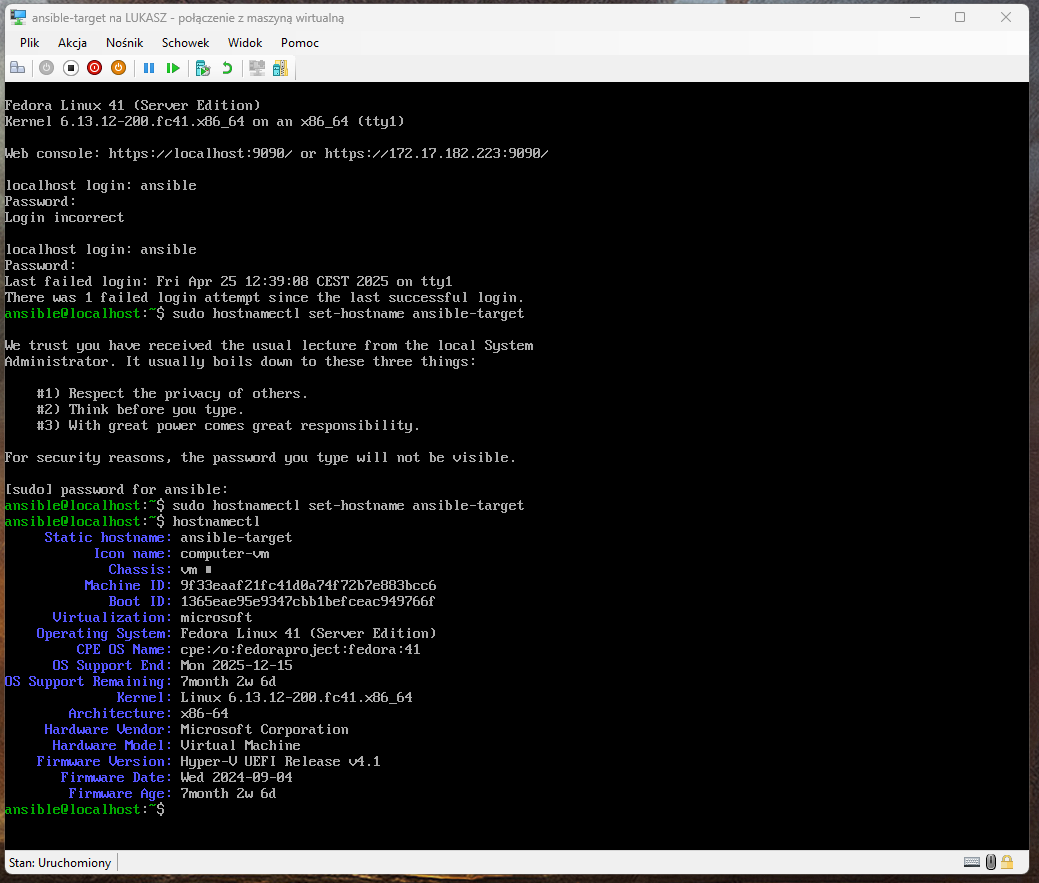 ansible-target na LUKASZ - połączenie z maszyną wirtualną
Plik Akcja Nośnik Schowek Widok Pomoc
Fedora Linux 41 (Server Edition)
Kernel 6.13.12-200.fc41.x86_64 on an x86_64 (tty1)
Web console: https://localhost:9090/ or https://172.17.182.223:9090/
localhost login: ansible
Password:
Login incorrect
localhost login: ansible
Password:
Last failed login: Fri Apr 25 12:39:08 CEST 2025 on tty1
There was 1 failed login attempt since the last successful login.
ansible@localhost:~$ sudo hostnamectl set-hostname ansible-target
We trust you have received the usual lecture from the local System
Administrator. It usually boils down to these three things:
#1) Respect the privacy of others.
#2) Think before you type.
#3) With great power comes great responsibility.
For security reasons, the password you type will not be visible.
[sudo] password for ansible:
ansible@localhost:~$ sudo hostnamectl set-hostname ansible-target
ansible@localhost:~$ hostnamectl
Static hostname: ansible-target
Icon name: computer-vm
Chassis: vm
Machine ID: 9f33eaaf21fc41d0a74f72b7e883bcc6
Boot ID: 1365eae95e9347cbb1befceac949766f
Virtualization: microsoft
Operating System: Fedora Linux 41 (Server Edition)
CPE OS Name: cpe:/o:fedoraproject:fedora:41
OS Support End: Mon 2025-12-15
OS Support Remaining: 7month 2w 6d
Kernel: Linux 6.13.12-200.fc41.x86_64
Architecture: x86-64
Hardware Vendor: Microsoft Corporation
Hardware Model: Virtual Machine
Firmware Version: Hyper-V UEFI Release v4.1
Firmware Date: Wed 2024-09-04
Firmware Age: 7month 2w 6d
ansible@localhost:~$
Stan: Uruchomiony